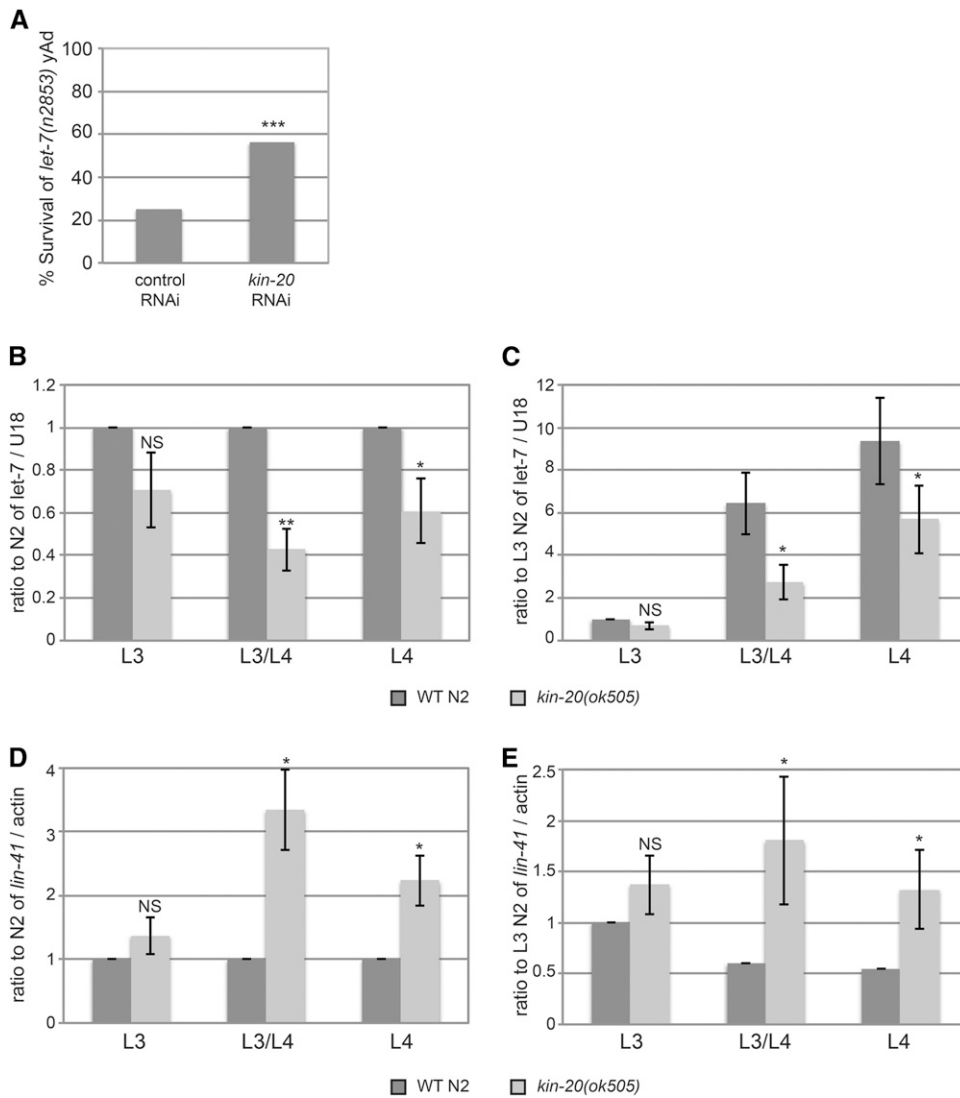 A
% Survival of let-7(n2853) yAd
100
80
60
40
20
0
***
control
RNAi
kin-20
RNAi
B
ratio to N2 of let-7 / U18
1.2
1
0.8
0.6
0.4
0.2
0
NS
**
*
L3
L3/L4
L4
C
ratio to L3 N2 of let-7 / U18
12
10
8
6
4
2
0
NS
*
*
L3
L3/L4
L4
WT N2
kin-20(ok505)
D
ratio to N2 of lin-41 / actin
4
3
2
1
0
NS
*
*
L3
L3/L4
L4
E
ratio to L3 N2 of lin-41 / actin
2.5
2
1.5
1
0.5
0
NS
*
*
L3
L3/L4
L4
WT N2
kin-20(ok505)